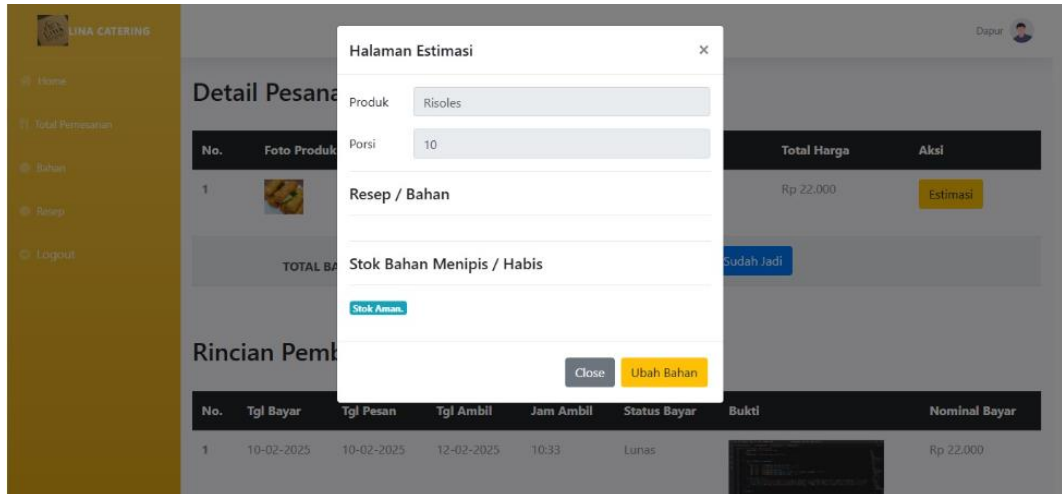 LINA CATERING
Dapur
Home
Total Pemesanan
Bahan
Resep
Logout
Halaman Estimasi ×
Produk Risoles
Porsi 10
Resep / Bahan
Stok Bahan Menipis / Habis
Stok Aman.
Close Ubah Bahan
Detail Pesana
No. Foto Produk Total Harga Aksi
1 Rp 22.000 Estimasi
TOTAL BA Sudah Jadi
Rincian Pemb
No. Tgl Bayar Tgl Pesan Tgl Ambil Jam Ambil Status Bayar Bukti Nominal Bayar
1 10-02-2025 10-02-2025 12-02-2025 10:33 Lunas Rp 22.000